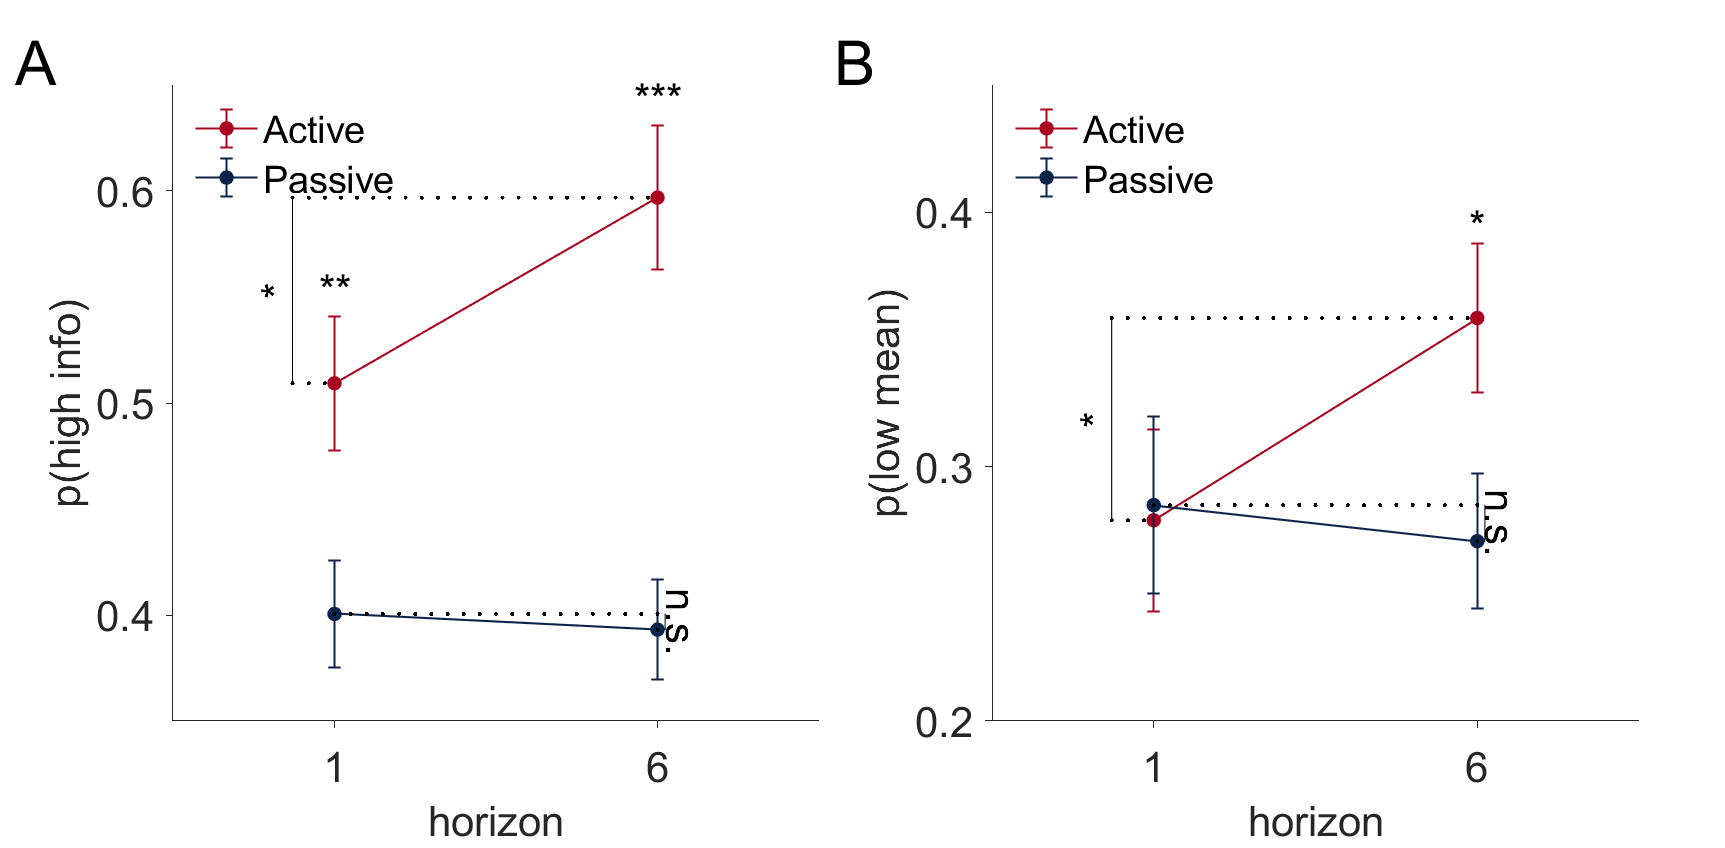 A
***
Active
Passive
0.6
**
*
p(high info)
0.5
0.4
n.s.
1
6
horizon
B
Active
Passive
0.4
*
*
p(low mean)
0.3
n.s.
0.2
1
6
horizon